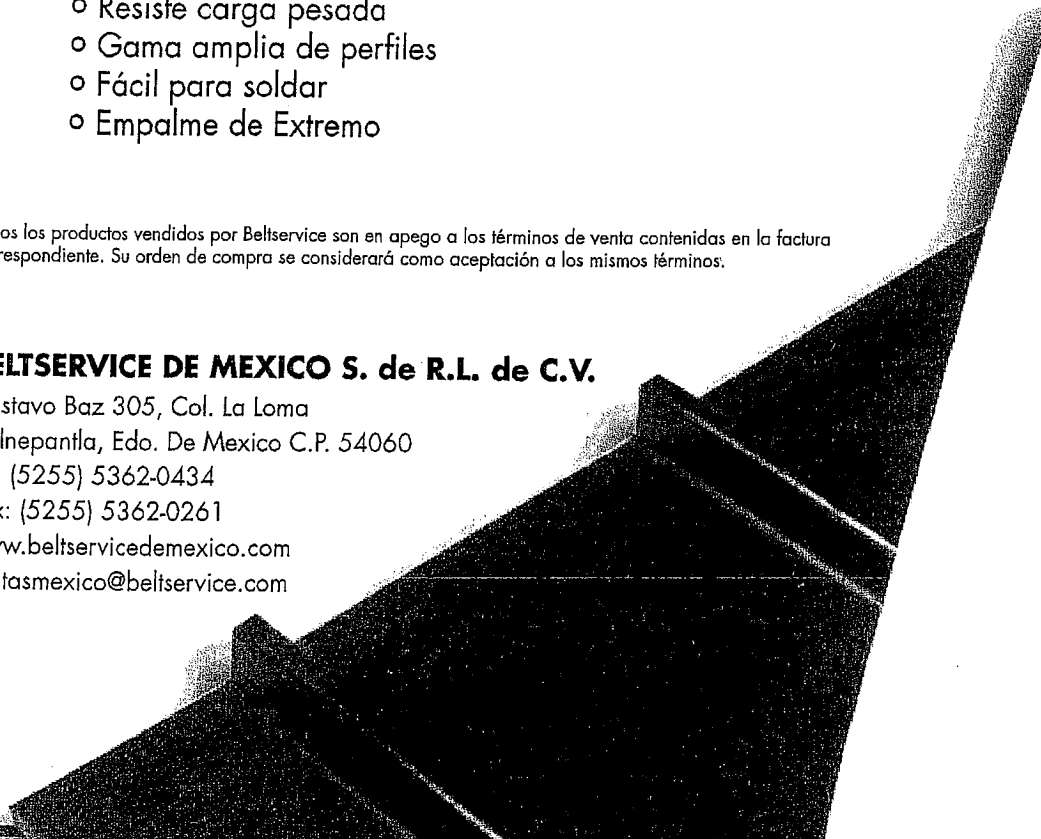 o Resiste carga pesada
o Gama amplia de perfiles
o Fácil para soldar
o Empalme de Extremo
os los productos vendidos por Beltservice son en apego a los términos de venta contenidas en la factura
respondiente. Su orden de compra se considerará como aceptación a los mismos términos.
ELTSERVICE DE MEXICO S. de R.L. de C.V.
stavo Baz 305, Col. La Loma
lnepantla, Edo. De Mexico C.P. 54060
(5255) 5362-0434
x: (5255) 5362-0261
w.beltservicedemexico.com
tasmexico@beltservice.com